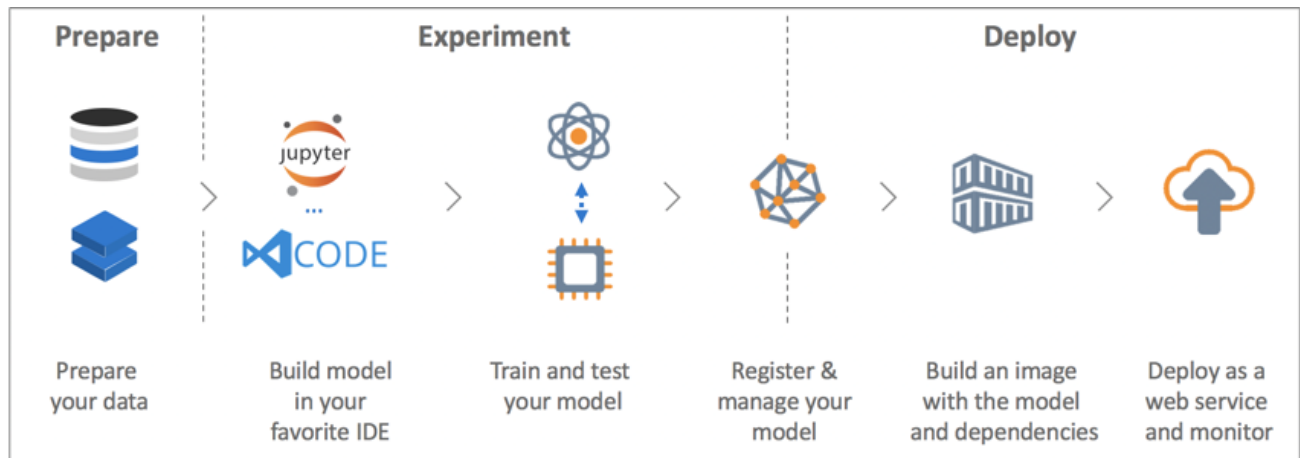 Prepare
Experiment
Deploy
jupyter
...
CODE
Prepare
your data
Build model
in your
favorite IDE
Train and test
your model
Register &
manage your
model
Build an image
with the model
and dependencies
Deploy as a
web service
and monitor